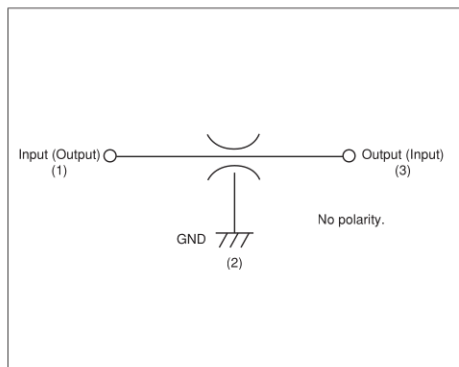 Input (Output)
(1)
Output (Input)
(3)
No polarity.
GND
(2)